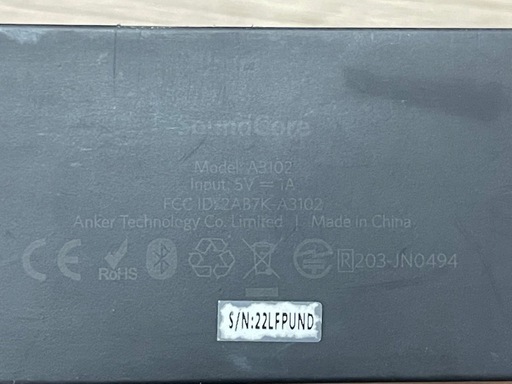 SoundCore
Model: A3102
Input: 5V ⎓ 1A
FCC ID: 2AB7K-A3102
Anker Technology Co. Limited | Made in China
CE RoHS R 203-JN0494
S/N:22LFPUND